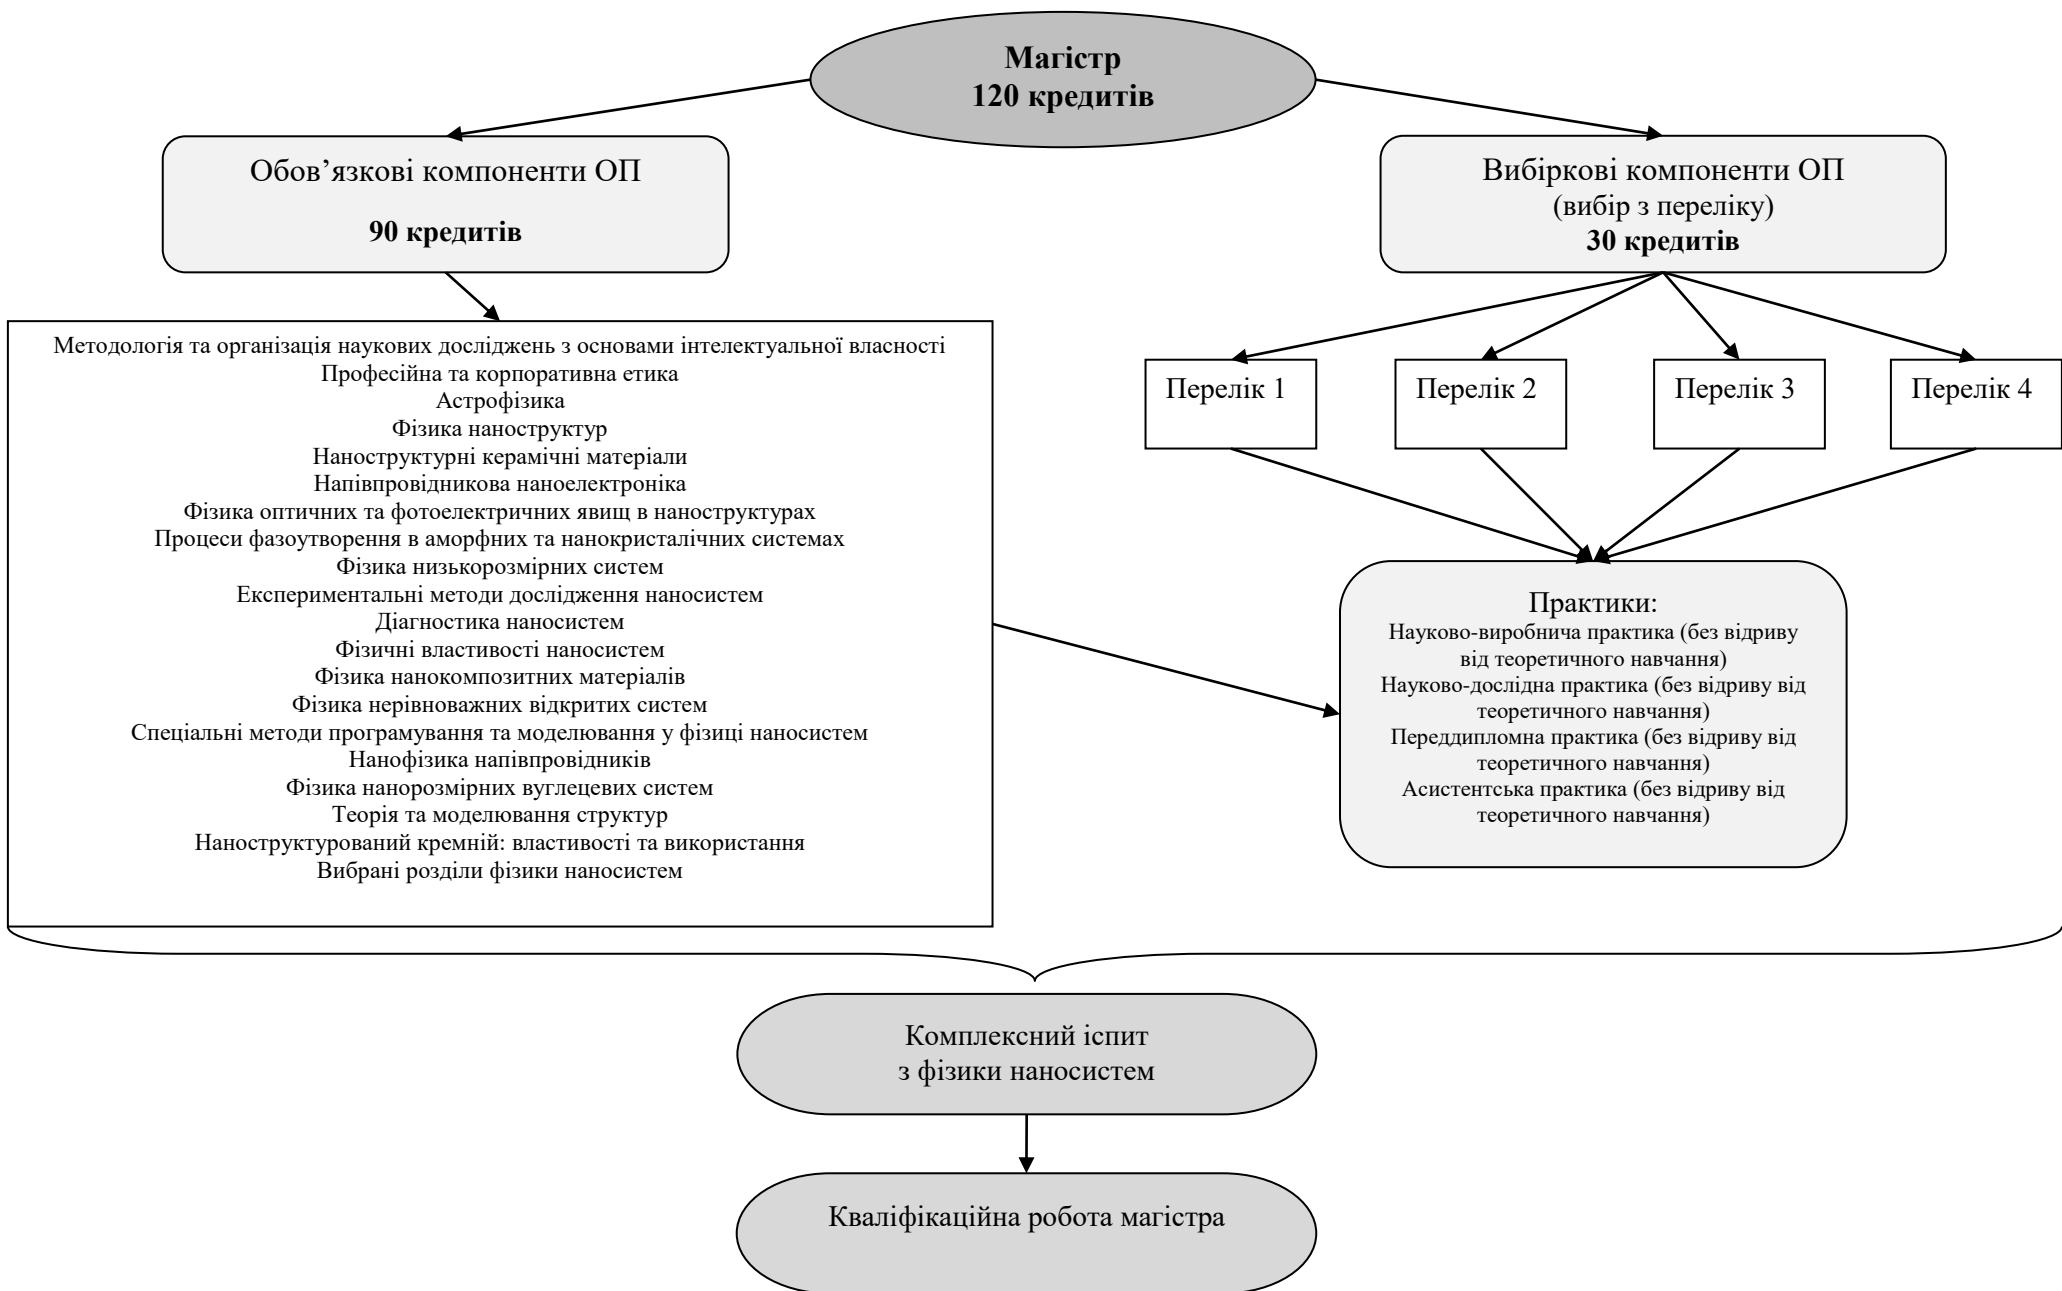 Магістр
120 кредитів
Обов’язкові компоненти ОП
90 кредитів
Вибіркові компоненти ОП
(вибір з переліку)
30 кредитів
Методологія та організація наукових досліджень з основами інтелектуальної власності
Професійна та корпоративна етика
Астрофізика
Фізика наноструктур
Наноструктурні керамічні матеріали
Напівпровідникова наноелектроніка
Фізика оптичних та фотоелектричних явищ в наноструктурах
Процеси фазоутворення в аморфних та нанокристалічних системах
Фізика низькорозмірних систем
Експериментальні методи дослідження наносистем
Діагностика наносистем
Фізичні властивості наносистем
Фізика нанокомпозитних матеріалів
Фізика нерівноважних відкритих систем
Спеціальні методи програмування та моделювання у фізиці наносистем
Нанофізика напівпровідників
Фізика нанорозмірних вуглецевих систем
Теорія та моделювання структур
Наноструктурований кремній: властивості та використання
Вибрані розділи фізики наносистем
Перелік 1
Перелік 2
Перелік 3
Перелік 4
Практики:
Науково-виробнича практика (без відриву
від теоретичного навчання)
Науково-дослідна практика (без відриву від
теоретичного навчання)
Переддипломна практика (без відриву від
теоретичного навчання)
Асистентська практика (без відриву від
теоретичного навчання)
Комплексний іспит
з фізики наносистем
Кваліфікаційна робота магістра